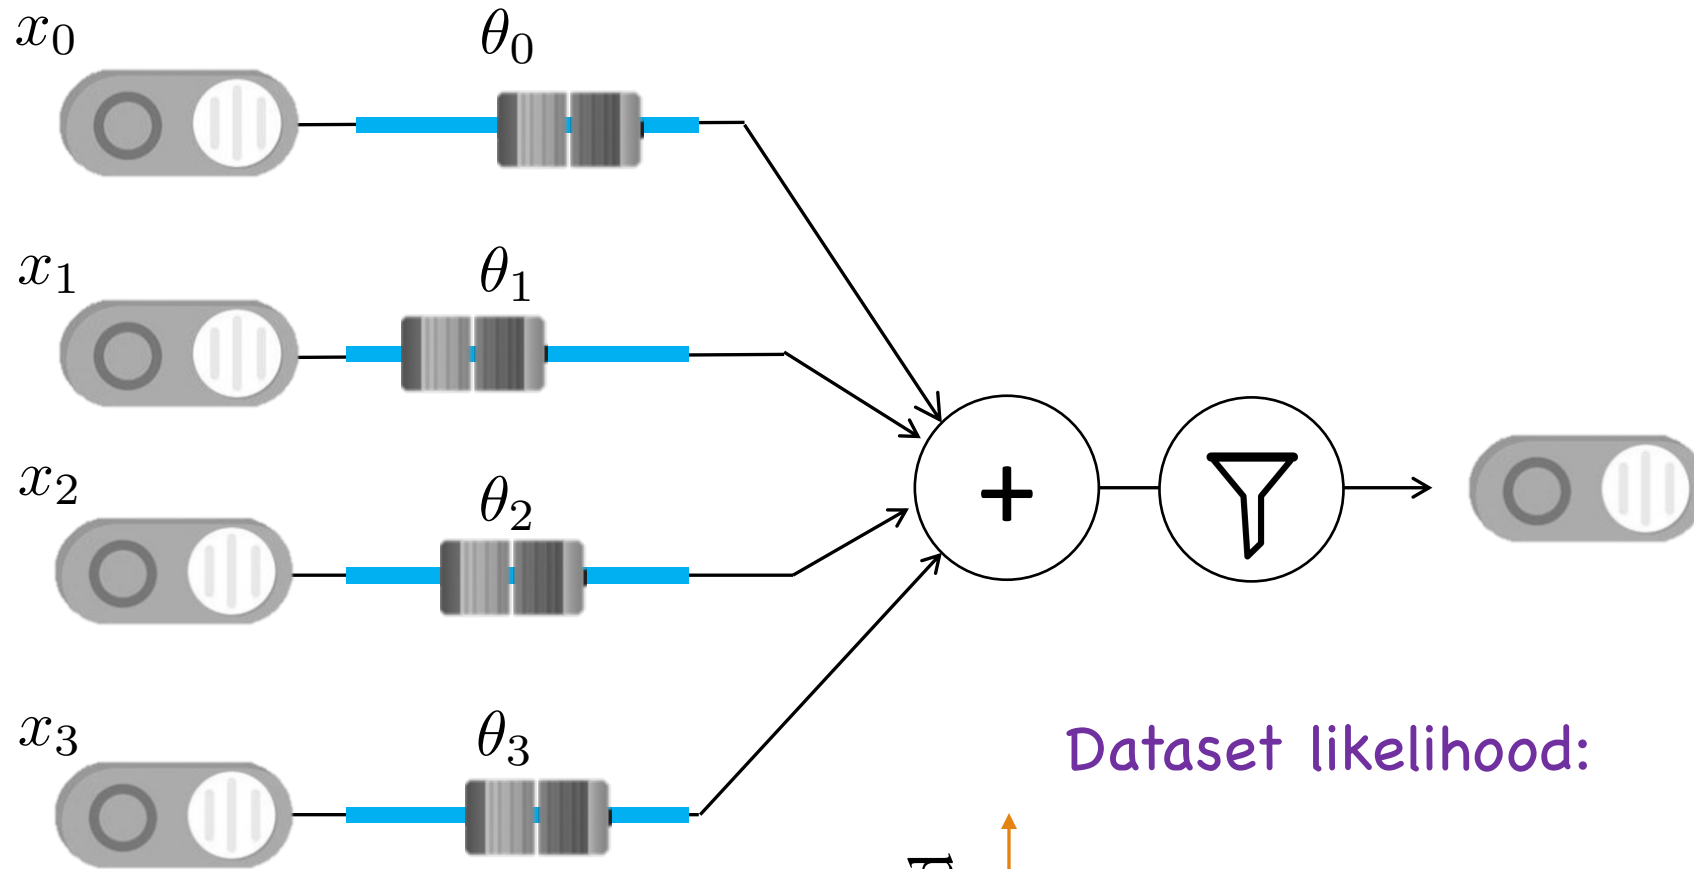 x₀ θ₀
x₁ θ₁
x₂ θ₂
+
x₃ θ₃
Dataset likelihood: